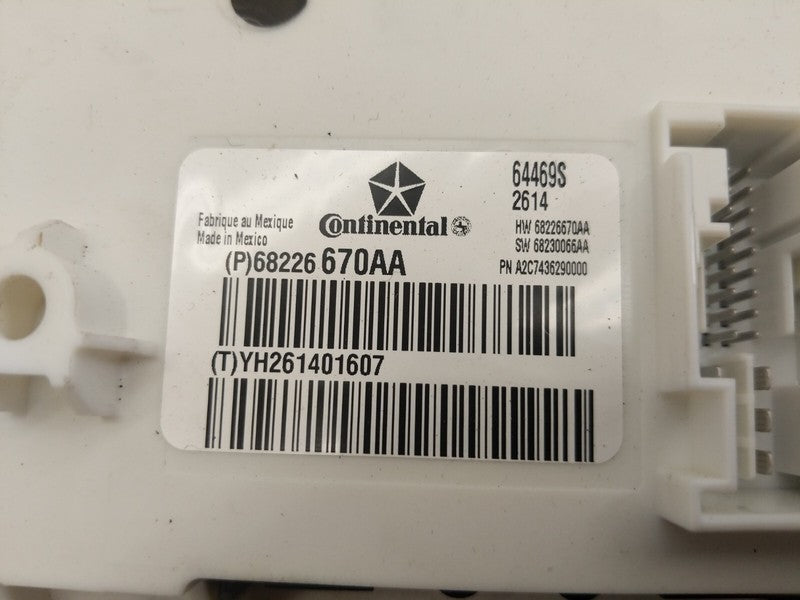 64469S
2614
Fabrique au Mexique
Made in Mexico
Continental
HW 68226670AA
SW 68230066AA
(P)68226 670AA
PN A2C7436290000
(T)YH261401607